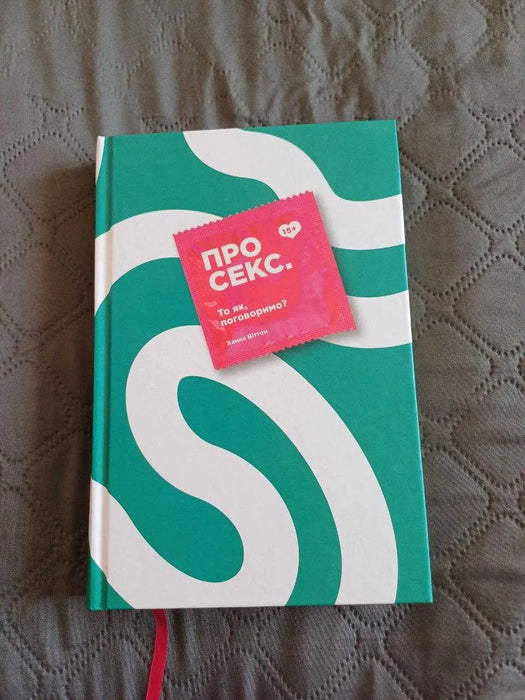 15+
ПРО
СЕКС.
То як,
поговоримо?
Ханна Віттон